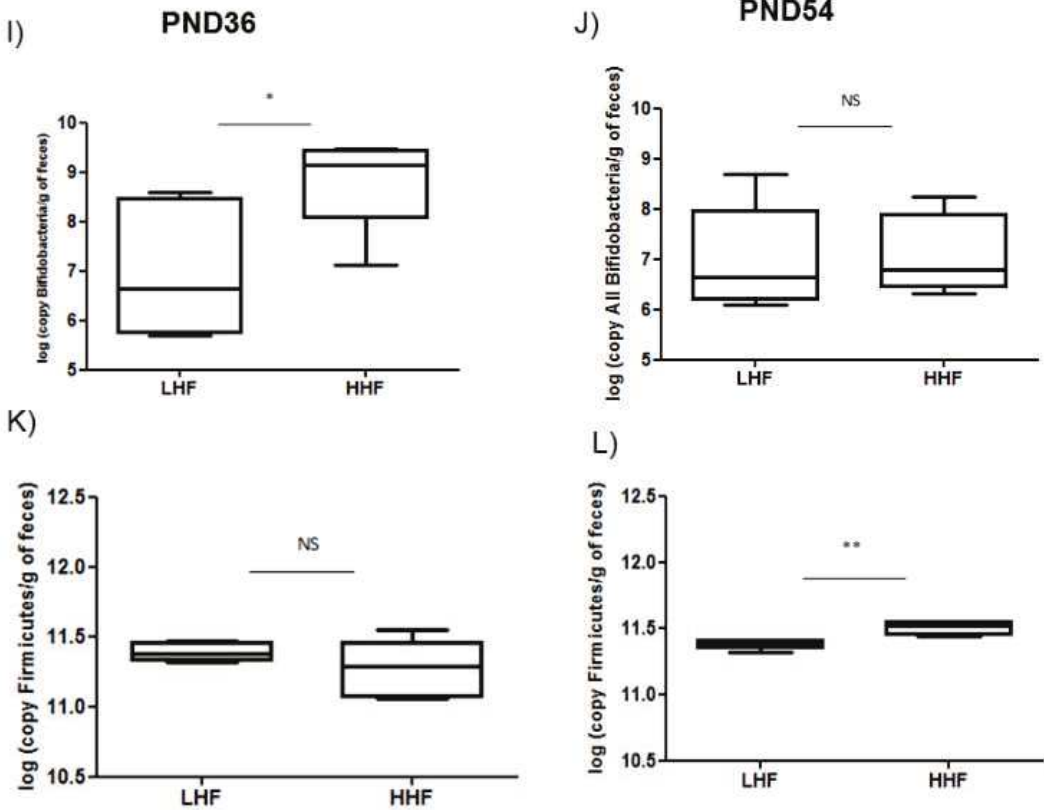 I)
PND36
*
log (copy Bifidobacteria/g of feces)
10
9
8
7
6
5
LHF
HHF
J)
PND54
NS
log (copy All Bifidobacteria/g of feces)
10
9
8
7
6
5
LHF
HHF
K)
NS
log (copy Firmicutes/g of feces)
12.5
12.0
11.5
11.0
10.5
LHF
HHF
L)
**
log (copy Firmicutes/g of feces)
12.5
12.0
11.5
11.0
10.5
LHF
HHF